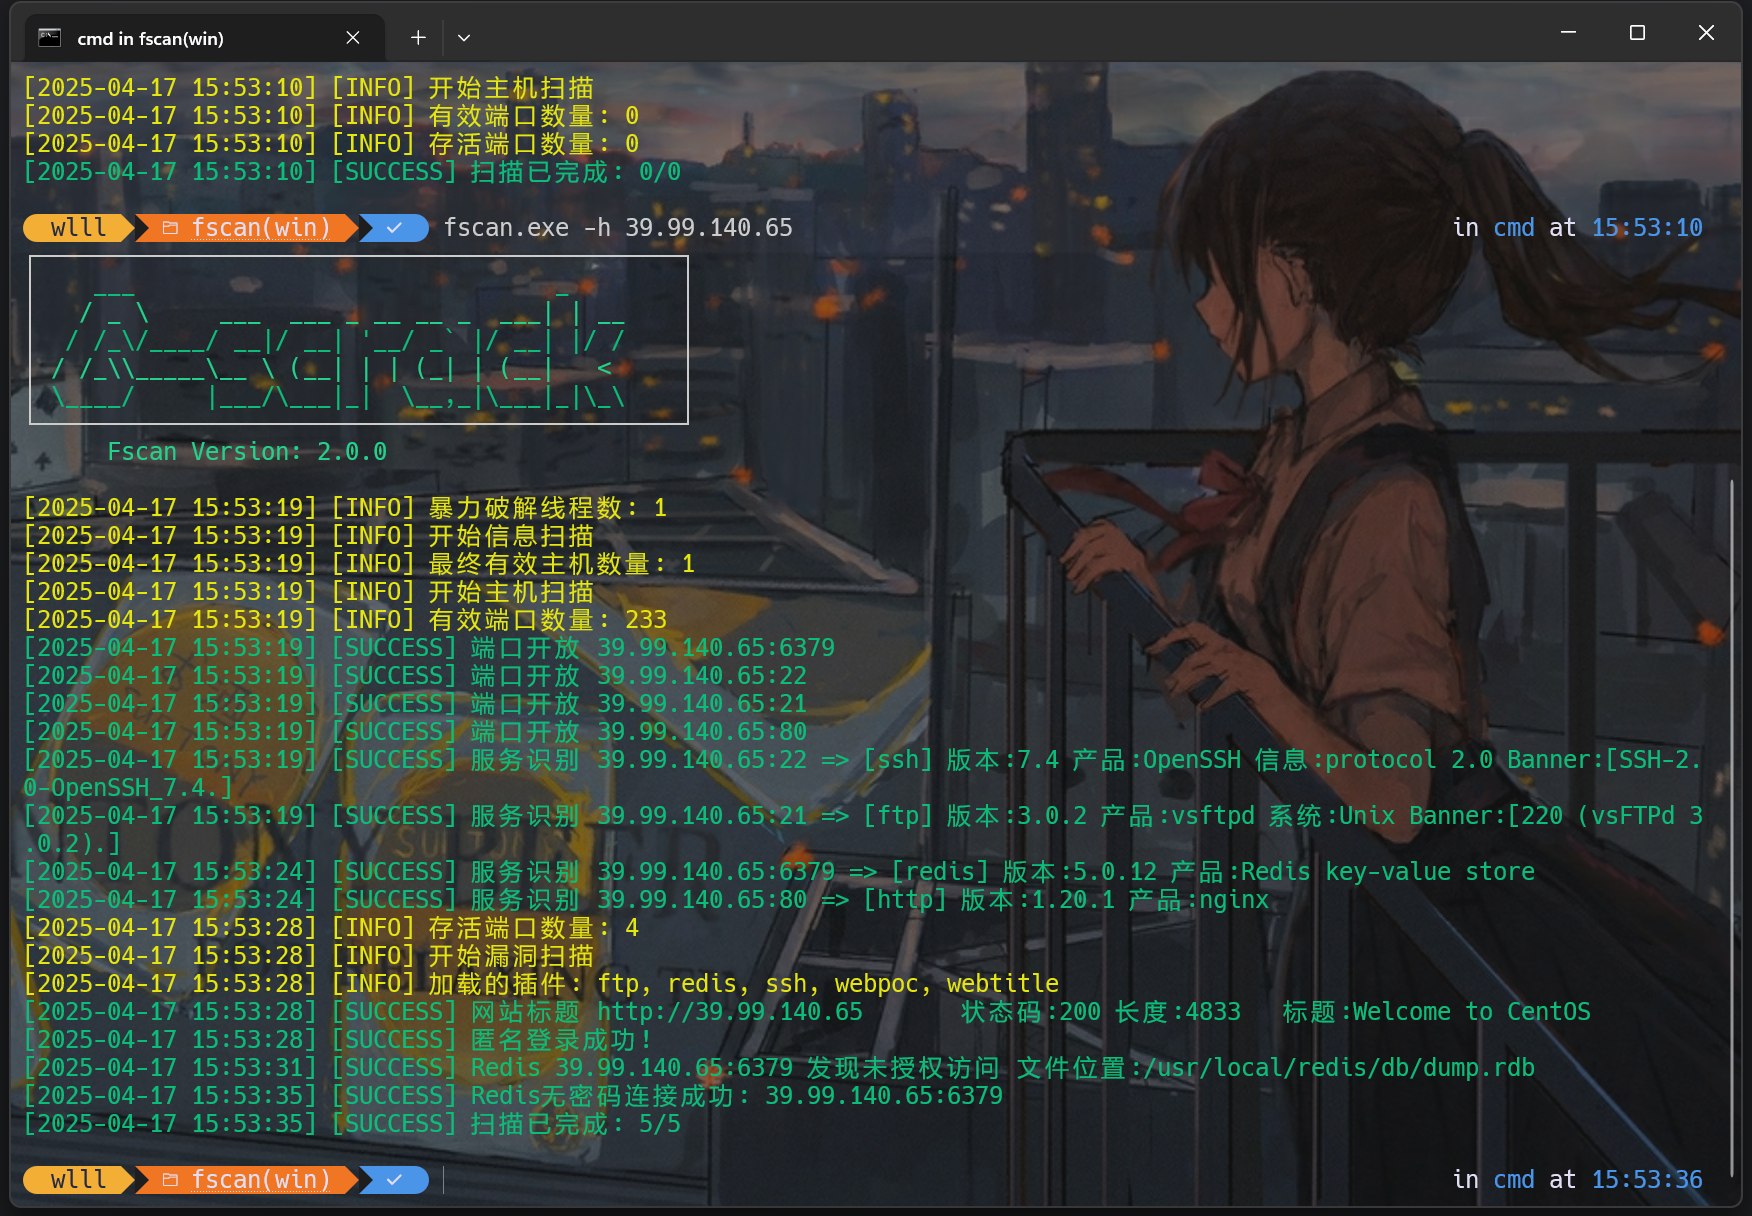 cmd in fscan(win)
[2025-04-17 15:53:10] [INFO] 开始主机扫描
[2025-04-17 15:53:10] [INFO] 有效端口数量: 0
[2025-04-17 15:53:10] [INFO] 存活端口数量: 0
[2025-04-17 15:53:10] [SUCCESS] 扫描已完成: 0/0
wlll fscan(win) fscan.exe -h 39.99.140.65 in cmd at 15:53:10
Fscan Version: 2.0.0
[2025-04-17 15:53:19] [INFO] 暴力破解线程数: 1
[2025-04-17 15:53:19] [INFO] 开始信息扫描
[2025-04-17 15:53:19] [INFO] 最终有效主机数量: 1
[2025-04-17 15:53:19] [INFO] 开始主机扫描
[2025-04-17 15:53:19] [INFO] 有效端口数量: 233
[2025-04-17 15:53:19] [SUCCESS] 端口开放 39.99.140.65:6379
[2025-04-17 15:53:19] [SUCCESS] 端口开放 39.99.140.65:22
[2025-04-17 15:53:19] [SUCCESS] 端口开放 39.99.140.65:21
[2025-04-17 15:53:19] [SUCCESS] 端口开放 39.99.140.65:80
[2025-04-17 15:53:19] [SUCCESS] 服务识别 39.99.140.65:22 => [ssh] 版本:7.4 产品:OpenSSH 信息:protocol 2.0 Banner:[SSH-2.
0-OpenSSH_7.4.]
[2025-04-17 15:53:19] [SUCCESS] 服务识别 39.99.140.65:21 => [ftp] 版本:3.0.2 产品:vsftpd 系统:Unix Banner:[220 (vsFTPd 3
.0.2).]
[2025-04-17 15:53:24] [SUCCESS] 服务识别 39.99.140.65:6379 => [redis] 版本:5.0.12 产品:Redis key-value store
[2025-04-17 15:53:24] [SUCCESS] 服务识别 39.99.140.65:80 => [http] 版本:1.20.1 产品:nginx
[2025-04-17 15:53:28] [INFO] 存活端口数量: 4
[2025-04-17 15:53:28] [INFO] 开始漏洞扫描
[2025-04-17 15:53:28] [INFO] 加载的插件: ftp, redis, ssh, webpoc, webtitle
[2025-04-17 15:53:28] [SUCCESS] 网站标题 http://39.99.140.65 状态码:200 长度:4833 标题:Welcome to CentOS
[2025-04-17 15:53:28] [SUCCESS] 匿名登录成功!
[2025-04-17 15:53:31] [SUCCESS] Redis 39.99.140.65:6379 发现未授权访问 文件位置:/usr/local/redis/db/dump.rdb
[2025-04-17 15:53:35] [SUCCESS] Redis无密码连接成功: 39.99.140.65:6379
[2025-04-17 15:53:35] [SUCCESS] 扫描已完成: 5/5
wlll fscan(win) in cmd at 15:53:36